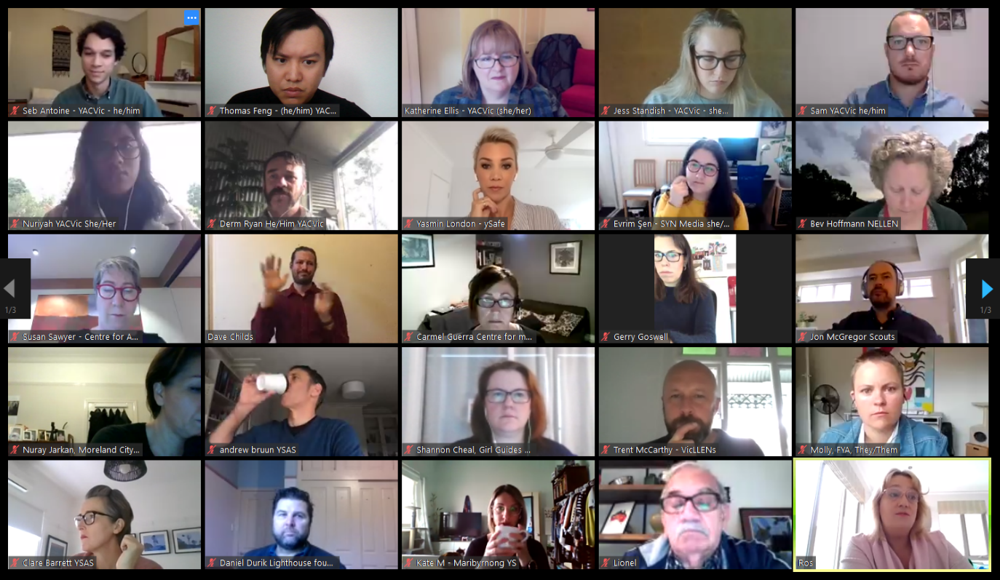 Seb Antoine - YACVic - he/him
Thomas Feng - (he/him) YAC...
Katherine Ellis - YACVic (she/her)
Jess Standish - YACVic - she...
Sam YACVic he/him
Nuriyah YACVic She/Her
Derm Ryan He/Him YACVic
Yasmin London - ySafe
Evrim Şen - SYN Media she/...
Bev Hoffmann NELLEN
Susan Sawyer - Centre for A...
Dave Childs
Carmel Guerra Centre for m...
Gerry Goswell
Jon McGregor Scouts
1/3
1/3
Nuray Jarkan, Moreland City...
andrew bruun YSAS
Shannon Cheal, Girl Guides ...
Trent McCarthy - VicLLENs
Molly, FYA, They/Them
Clare Barrett YSAS
Daniel Durik Lighthouse fou...
Kate M - Maribyrnong YS
Lionel
Ros